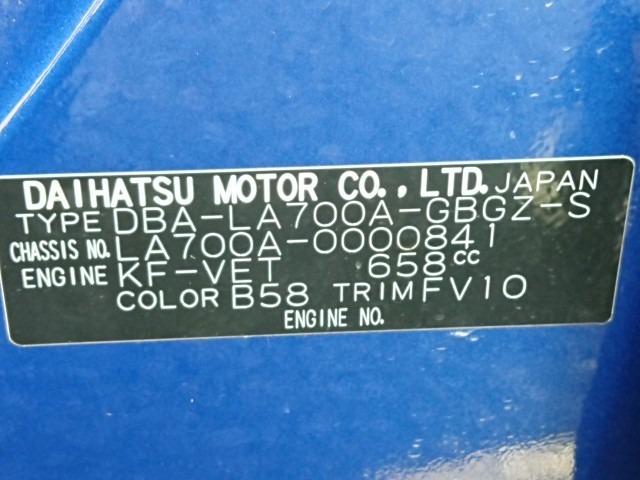 DAIHATSU MOTOR CO., LTD. JAPAN
TYPE DBA-LA700A-GBGZ-S
CHASSIS NO. LA700A-0000841
ENGINE KF-VET 658cc
COLOR B58 TRIM FV10
ENGINE NO.